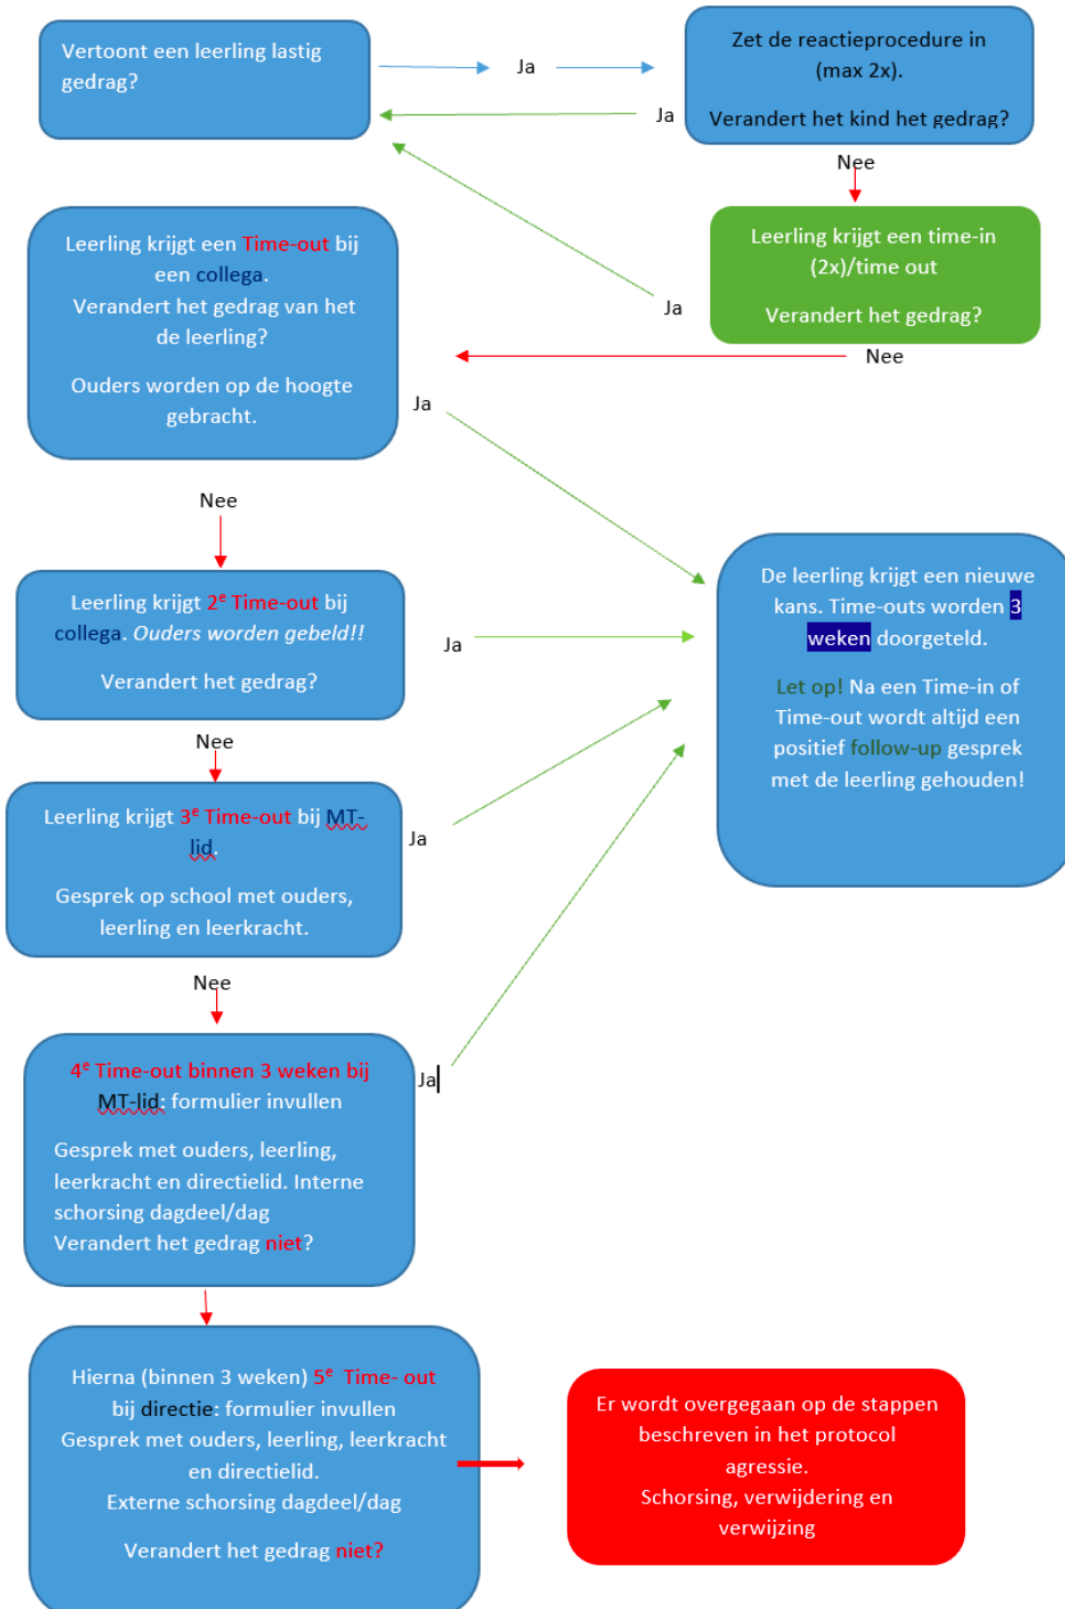 Vertoont een leerling lastig
gedrag?
Ja
Zet de reactieprocedure in
(max 2x).
Verandert het kind het gedrag?
Ja
Nee
Leerling krijgt een time-in
(2x)/time out
Verandert het gedrag?
Ja
Nee
Leerling krijgt een Time-out bij
een collega.
Verandert het gedrag van het
de leerling?
Ouders worden op de hoogte
gebracht.
Ja
Nee
Leerling krijgt 2e Time-out bij
collega. Ouders worden gebeld!!
Verandert het gedrag?
Ja
De leerling krijgt een nieuwe
kans. Time-outs worden 3
weken doorgeteld.
Let op! Na een Time-in of
Time-out wordt altijd een
positief follow-up gesprek
met de leerling gehouden!
Nee
Leerling krijgt 3e Time-out bij MT-
lid.
Gesprek op school met ouders,
leerling en leerkracht.
Ja
Nee
4e Time-out binnen 3 weken bij
MT-lid: formulier invullen
Gesprek met ouders, leerling,
leerkracht en directielid. Interne
schorsing dagdeel/dag
Verandert het gedrag niet?
Ja
Hierna (binnen 3 weken) 5e Time- out
bij directie: formulier invullen
Gesprek met ouders, leerling, leerkracht
en directielid.
Externe schorsing dagdeel/dag
Verandert het gedrag niet?
Er wordt overgegaan op de stappen
beschreven in het protocol
agressie.
Schorsing, verwijdering en
verwijzing